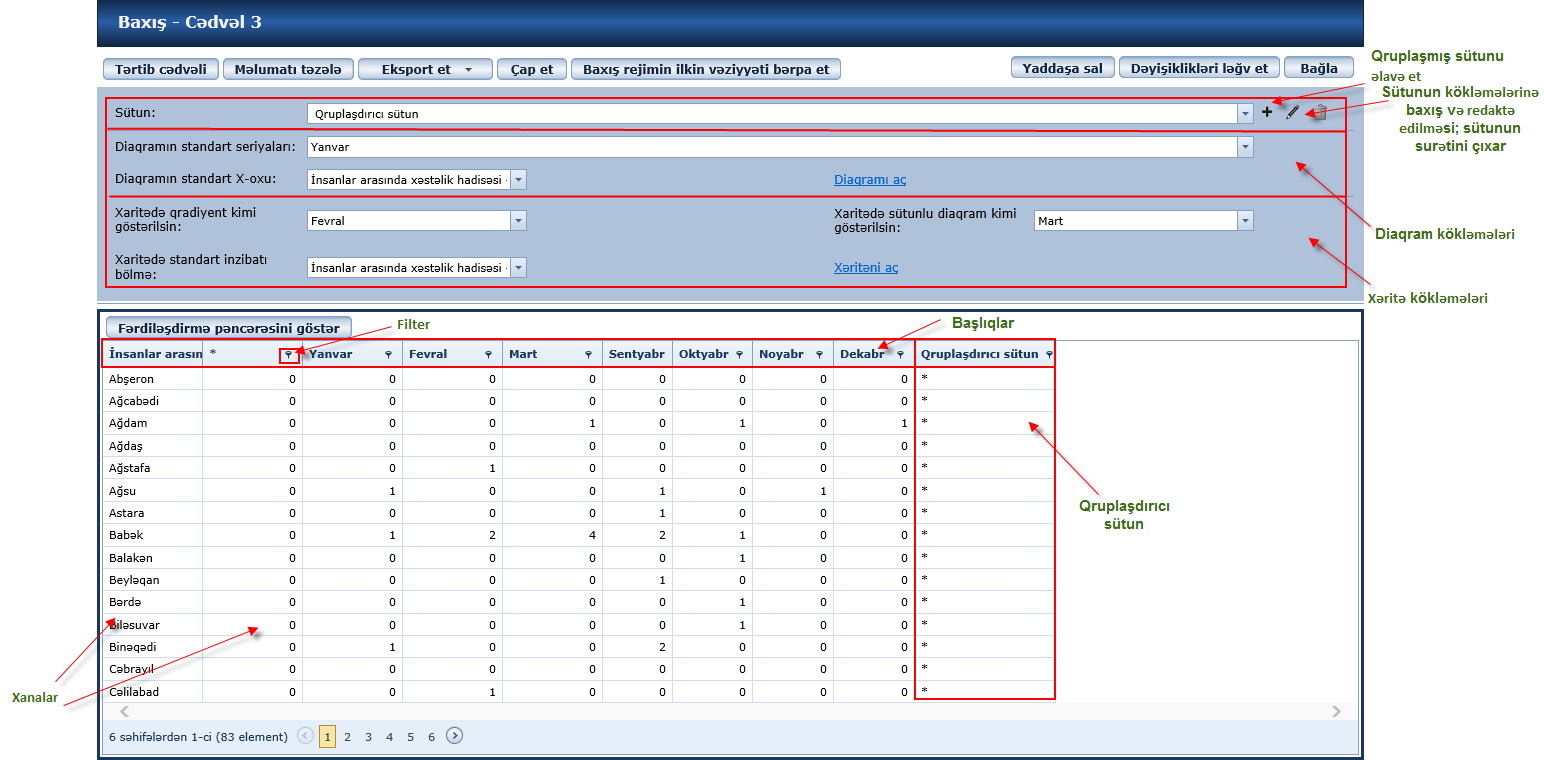 Baxış - Cədvəl 3
Tərtib cədvəli Məlumatı təzələ Eksport et Çap et Baxış rejimin ilkin vəziyyəti bərpa et Yaddaşa sal Dəyişiklikləri ləğv et Bağla
Qruplaşmış sütunu
əlavə et
Sütunun kökləmələrinə
baxış və redaktə
edilməsi; sütunun
surətini çıxar
Sütun: Qruplaşdırıcı sütun
Diaqramın standart seriyaları: Yanvar
Diaqramın standart X-oxu: İnsanlar arasında xəstəlik hadisəsi - Diaqramı aç
Diaqram kökləmələri
Xaritədə qradiyent kimi
göstərilsin: Fevral
Xaritədə sütunlu diaqram kimi
göstərilsin: Mart
Xaritədə standart inzibatı
bölmə: İnsanlar arasında xəstəlik hadisəsi - Xəritəni aç
Xəritə kökləmələri
Fərdiləşdirmə pəncərəsini göstər
Filter
Başlıqlar
İnsanlar arasın * Yanvar Fevral Mart Sentyabr Oktyabr Noyabr Dekabr Qruplaşdırıcı sütun
Abşeron 0 0 0 0 0 0 0 0 *
Ağcabədi 0 0 0 0 0 0 0 0 *
Ağdam 0 0 0 1 0 1 0 1 *
Ağdaş 0 0 0 0 0 0 0 0 *
Ağstafa 0 0 1 0 0 0 0 0 *
Ağsu 0 1 0 0 1 0 1 0 *
Astara 0 0 0 0 1 0 0 0 *
Babək 0 1 2 4 2 1 0 0 *
Balakən 0 0 0 0 0 1 0 0 *
Beyləqan 0 0 0 0 1 0 0 0 *
Bərdə 0 0 0 0 0 1 0 0 *
Biləsuvar 0 0 0 0 0 1 0 0 *
Binəqədi 0 1 0 0 2 0 0 0 *
Cəbrayıl 0 0 0 0 0 0 0 0 *
Cəlilabad 0 0 1 0 0 0 0 0 *
Qruplaşdırıcı
sütun
Xanalar
6 səhifələrdən 1-ci (83 element) 1 2 3 4 5 6